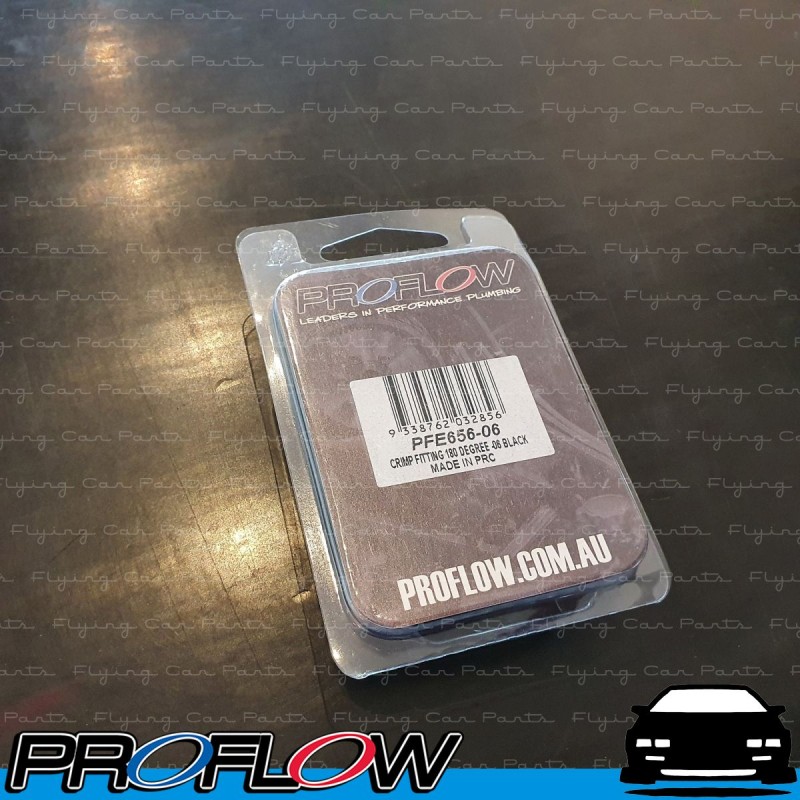 Flying Car Parts
PROFLOW
LEADERS IN PERFORMANCE PLUMBING
9 338762 032856
PFE656-06
CRIMP FITTING 180 DEGREE -06 BLACK
MADE IN PRC
PROFLOW.COM.AU
PROFLOW